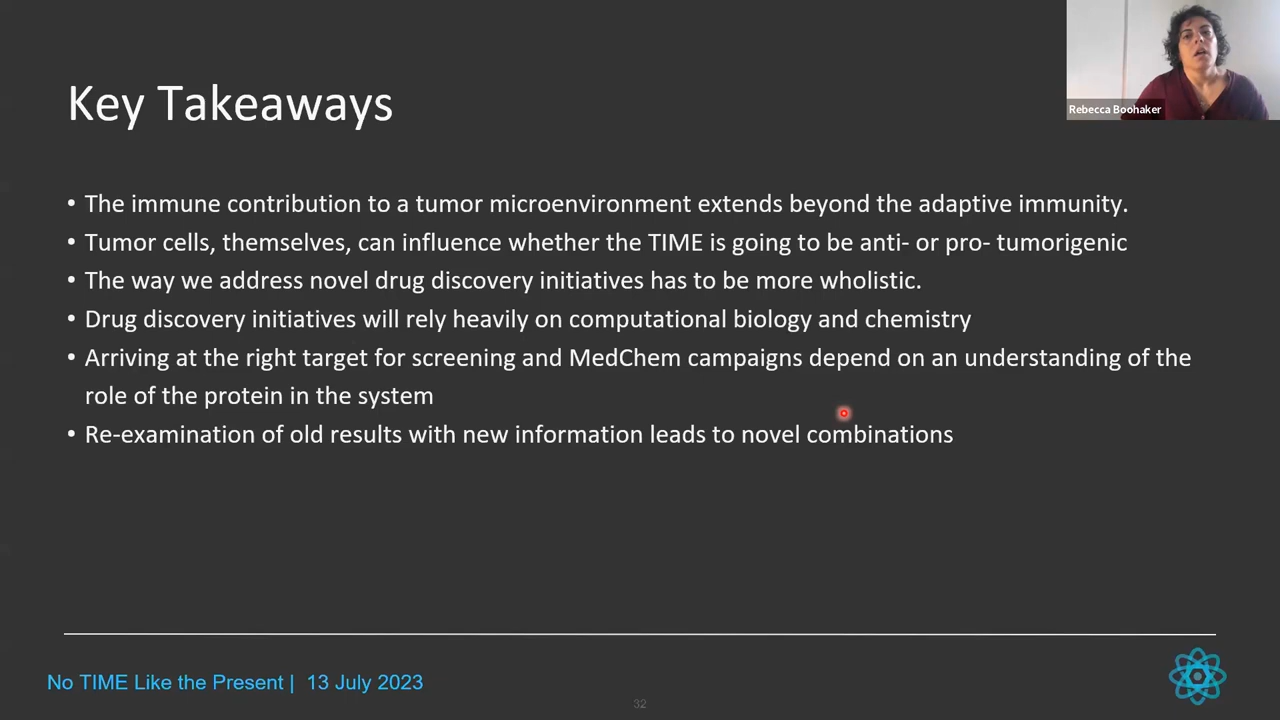 Rebecca Boohaker
Key Takeaways
• The immune contribution to a tumor microenvironment extends beyond the adaptive immunity.
• Tumor cells, themselves, can influence whether the TIME is going to be anti- or pro- tumorigenic
• The way we address novel drug discovery initiatives has to be more wholistic.
• Drug discovery initiatives will rely heavily on computational biology and chemistry
• Arriving at the right target for screening and MedChem campaigns depend on an understanding of the
role of the protein in the system
• Re-examination of old results with new information leads to novel combinations
No TIME Like the Present | 13 July 2023
32